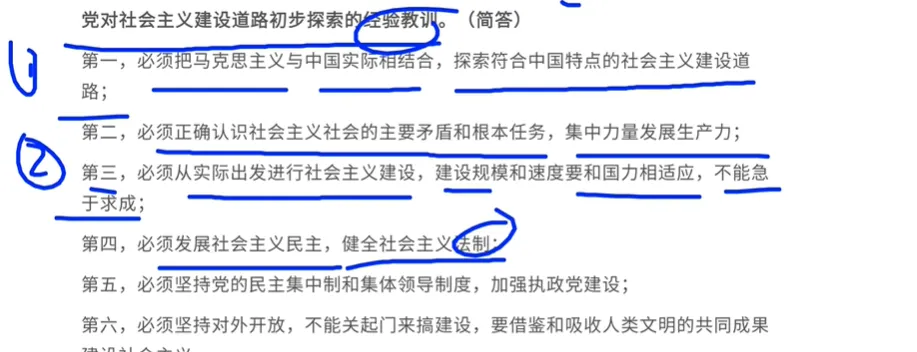 党对社会主义建设道路初步探索的经验教训。（简答）
第一，必须把马克思主义与中国实际相结合，探索符合中国特点的社会主义建设道
路；
第二，必须正确认识社会主义社会的主要矛盾和根本任务，集中力量发展生产力；
②
第三，必须从实际出发进行社会主义建设，建设规模和速度要和国力相适应，不能急
于求成；
第四，必须发展社会主义民主，健全社会主义法制；
第五，必须坚持党的民主集中制和集体领导制度，加强执政党建设；
第六，必须坚持对外开放，不能关起门来搞建设，要借鉴和吸收人类文明的共同成果
建设社会主义